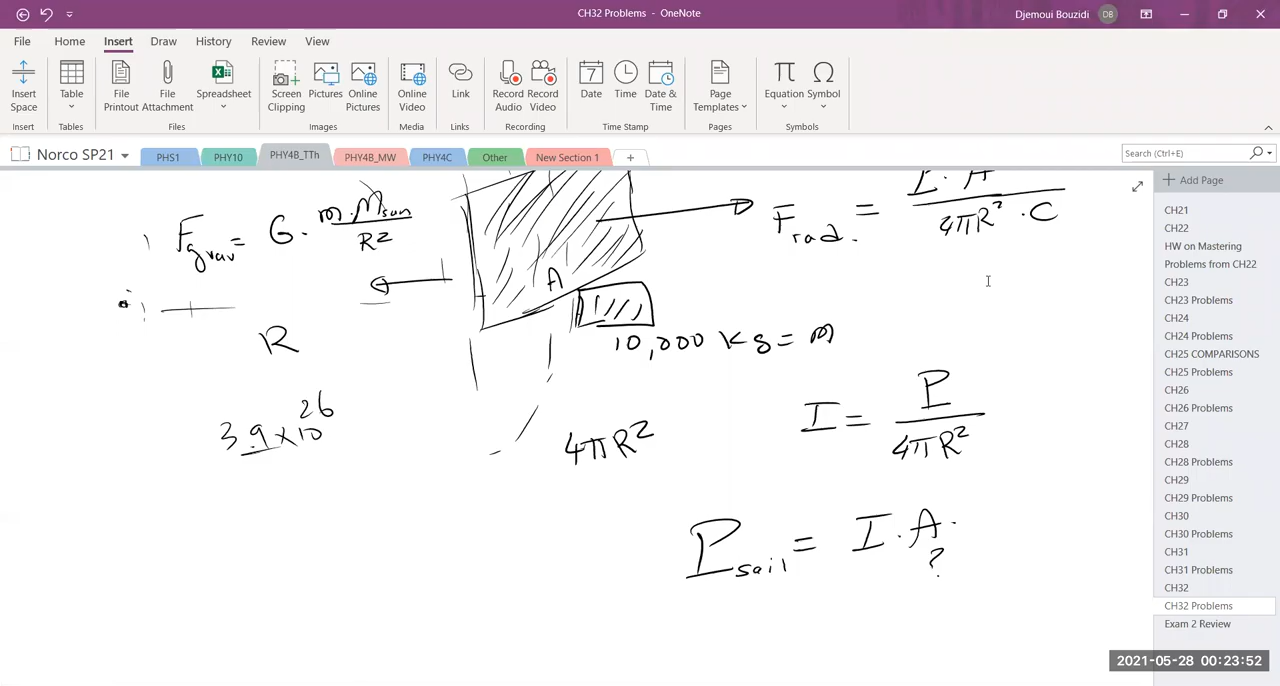 CH32 Problems - OneNote
Djemoui Bouzidi DB
File Home Insert Draw History Review View
Insert Space
Table
File Printout
File Attachment
Spreadsheet
Screen Clipping
Pictures
Online Pictures
Online Video
Link
Record Audio
Record Video
Date
Time
Date & Time
Page Templates
Equation
Symbol
Insert Tables Files Images Media Links Recording Time Stamp Pages Symbols
Norco SP21
PHS1 PHY10 PHY4B_TTh PHY4B_MW PHY4C Other New Section 1 +
Search (Ctrl+E)
Add Page
CH21
CH22
HW on Mastering
Problems from CH22
CH23
CH23 Problems
CH24
CH24 Problems
CH25 COMPARISONS
CH25 Problems
CH26
CH26 Problems
CH27
CH28
CH28 Problems
CH29
CH29 Problems
CH30
CH30 Problems
CH31
CH31 Problems
CH32
CH32 Problems
Exam 2 Review
Fgrav = G · m·Msun / R²
A
Frad. = A / 4πR² · C
R
10,000 Kg = m
3.9 × 10²⁶
4πR²
I = P / 4πR²
Psail = I · A ·
?
2021-05-28 00:23:52